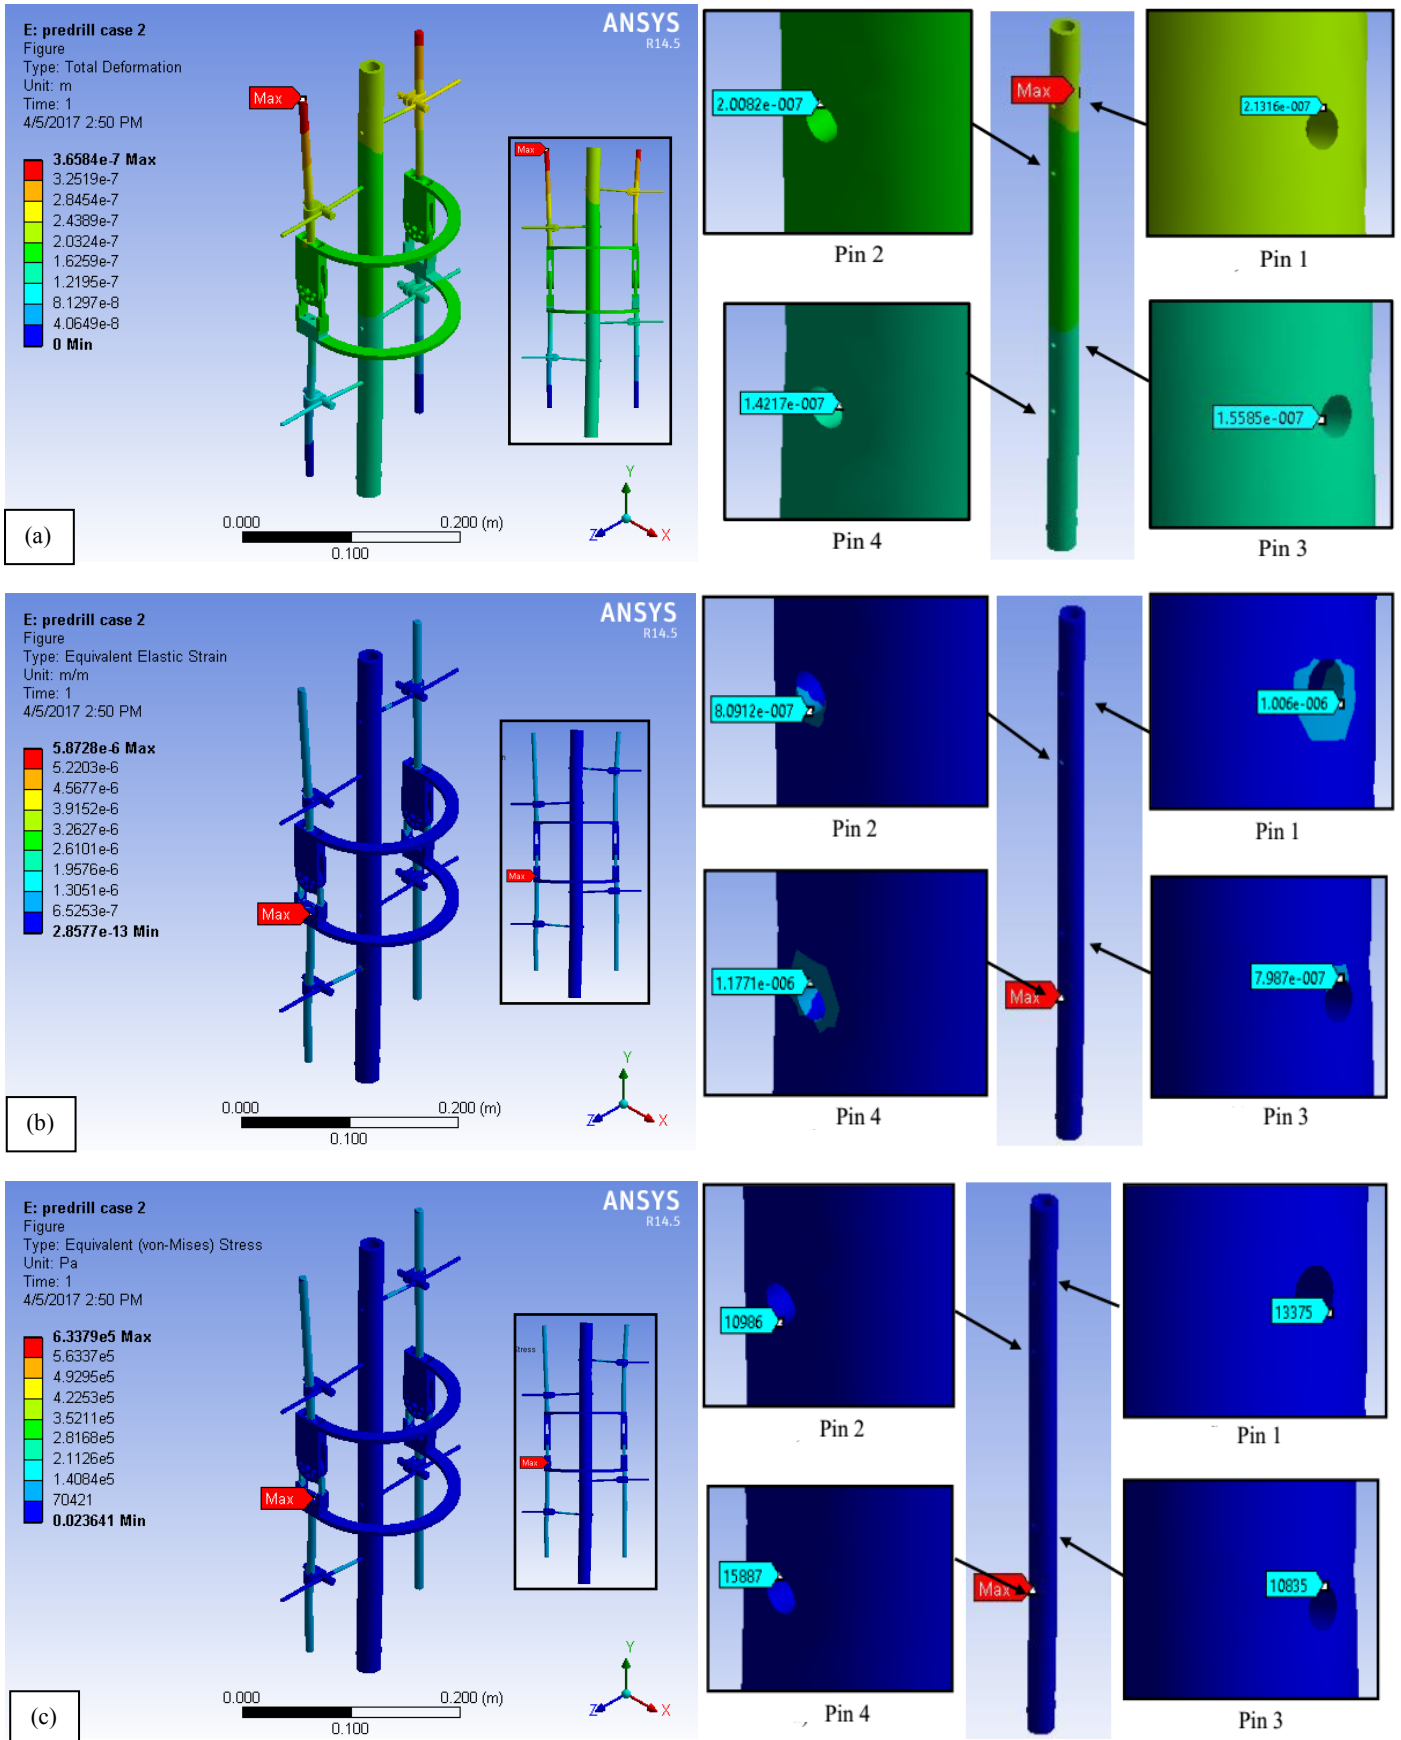 E: predrill case 2
Figure
Type: Total Deformation
Unit: m
Time: 1
4/5/2017 2:50 PM
ANSYS
R14.5
3.6584e-7 Max
3.2519e-7
2.8454e-7
2.4389e-7
2.0324e-7
1.6259e-7
1.2195e-7
8.1297e-8
4.0649e-8
0 Min
Max
Max
0.000
0.200 (m)
0.100
Y
Z
X
(a)
2.0082e-007
Pin 2
Max
2.1316e-007
Pin 1
1.4217e-007
Pin 4
1.5585e-007
Pin 3
E: predrill case 2
Figure
Type: Equivalent Elastic Strain
Unit: m/m
Time: 1
4/5/2017 2:50 PM
ANSYS
R14.5
5.8728e-6 Max
5.2203e-6
4.5677e-6
3.9152e-6
3.2627e-6
2.6101e-6
1.9576e-6
1.3051e-6
6.5253e-7
2.8577e-13 Min
Max
Max
0.000
0.200 (m)
0.100
Y
Z
X
(b)
8.0912e-007
Pin 2
1.006e-006
Pin 1
1.1771e-006
Pin 4
Max
7.987e-007
Pin 3
E: predrill case 2
Figure
Type: Equivalent (von-Mises) Stress
Unit: Pa
Time: 1
4/5/2017 2:50 PM
ANSYS
R14.5
6.3379e5 Max
5.6337e5
4.9295e5
4.2253e5
3.5211e5
2.8168e5
2.1126e5
1.4084e5
70421
0.023641 Min
Max
tress
Max
0.000
0.200 (m)
0.100
Y
Z
X
(c)
10986
Pin 2
13375
Pin 1
15887
Pin 4
Max
10835
Pin 3